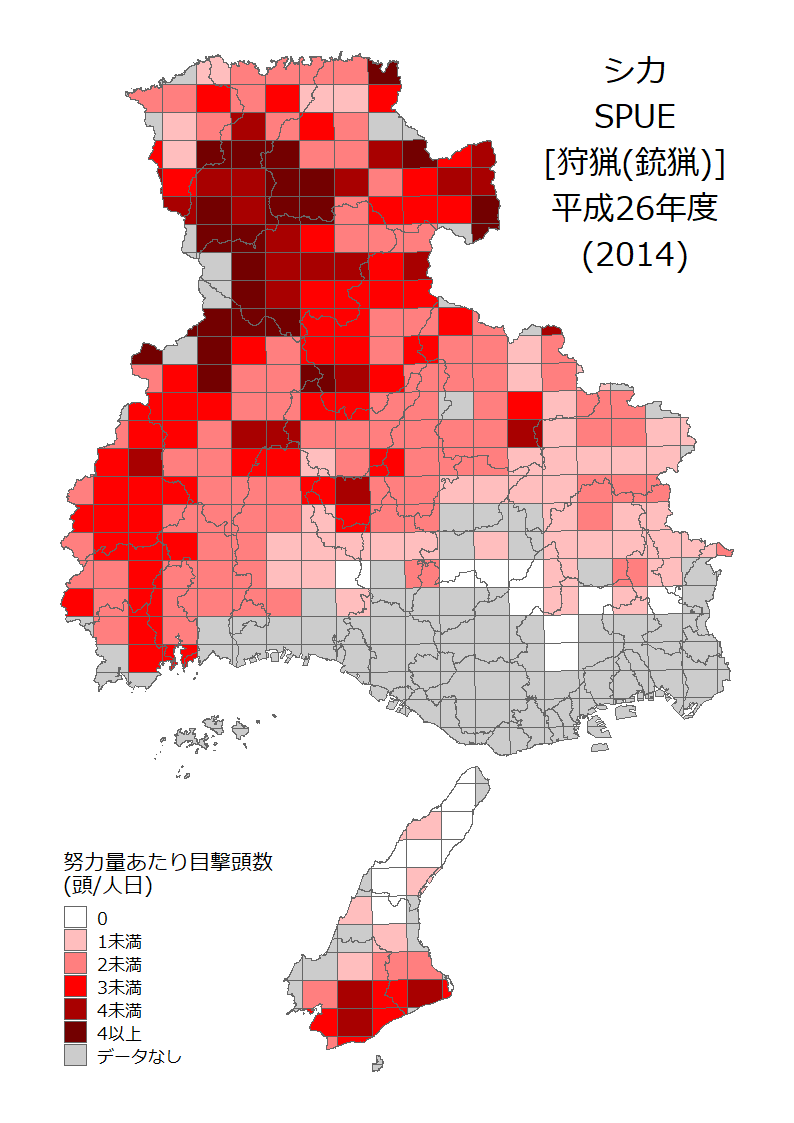 シカ
SPUE
[狩猟(銃猟)]
平成26年度
(2014)
努力量あたり目撃頭数
(頭/人日)
0
1未満
2未満
3未満
4未満
4以上
データなし